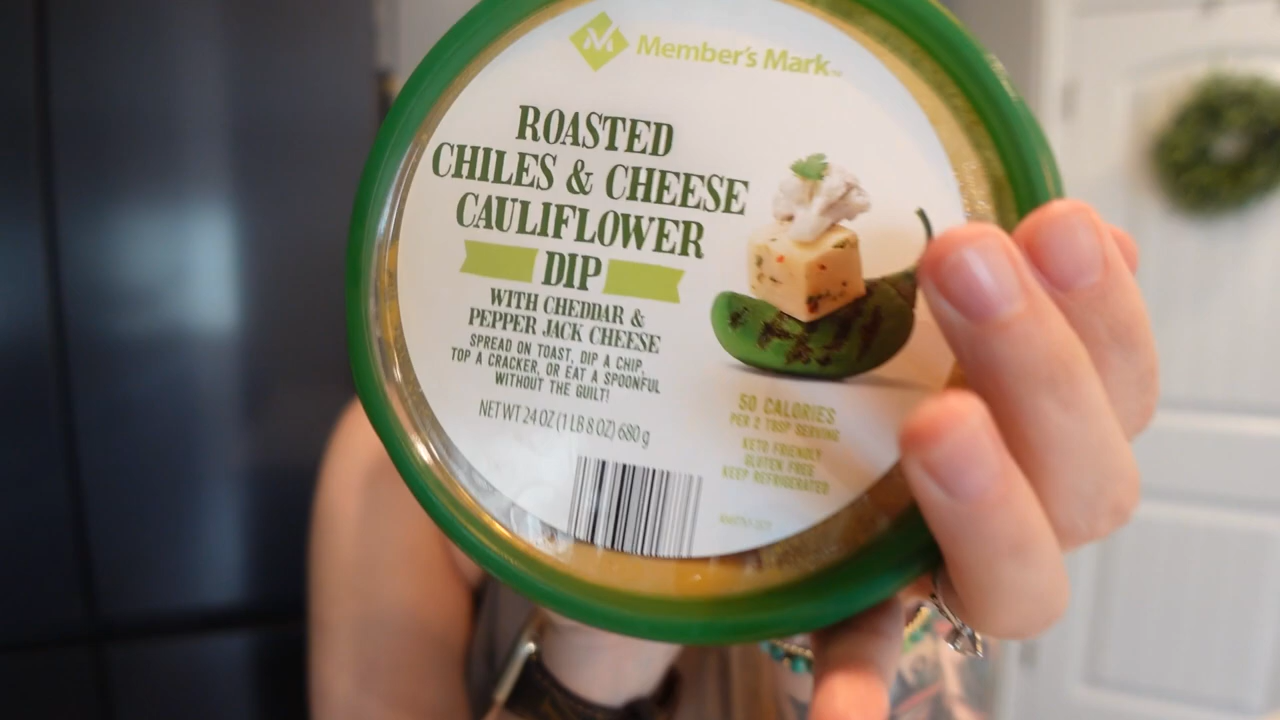 Member's Mark™
ROASTED
CHILES & CHEESE
CAULIFLOWER
DIP
WITH CHEDDAR &
PEPPER JACK CHEESE
SPREAD ON TOAST, DIP A CHIP,
TOP A CRACKER, OR EAT A SPOONFUL
WITHOUT THE GUILT!
NET WT 24 OZ (1 LB 8 OZ) 680g
50 CALORIES
PER 2 TBSP SERVING
KETO FRIENDLY
GLUTEN FREE
KEEP REFRIGERATED